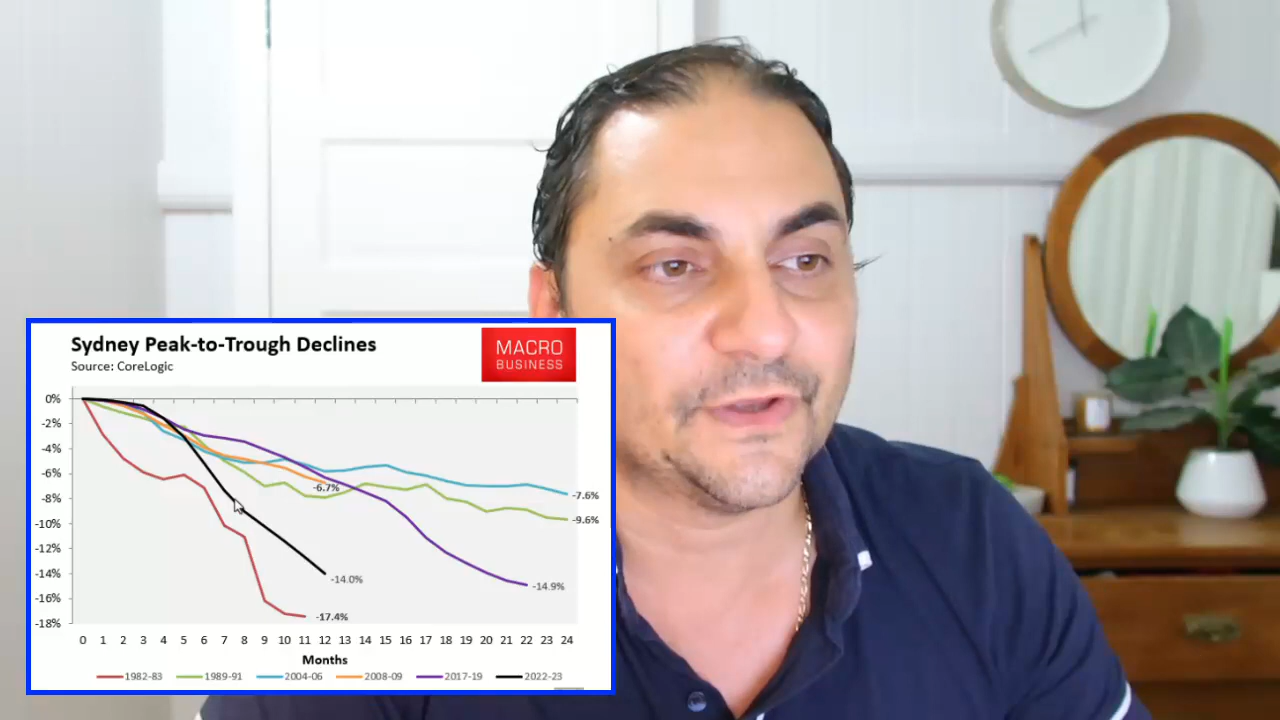 Sydney Peak-to-Trough Declines
Source: CoreLogic
MACRO
BUSINESS
0%
-2%
-4%
-6%
-8%
-10%
-12%
-14%
-16%
-18%
-6.7%
-7.6%
-9.6%
-14.0%
-14.9%
-17.4%
0 1 2 3 4 5 6 7 8 9 10 11 12 13 14 15 16 17 18 19 20 21 22 23 24
Months
1982-83 1989-91 2004-06 2008-09 2017-19 2022-23